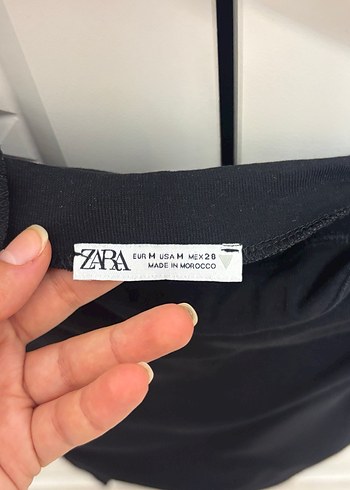 ZARA
EUR M USA M MEX 28
MADE IN MOROCCO